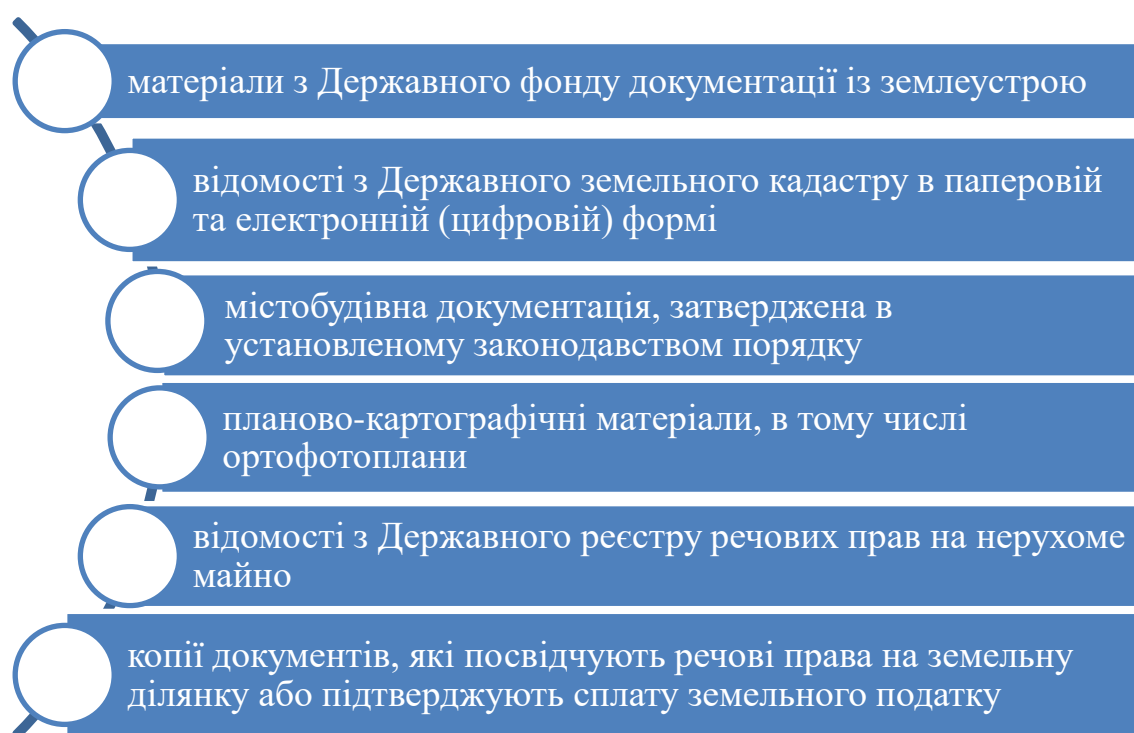 матеріали з Державного фонду документації із землеустрою
відомості з Державного земельного кадастру в паперовій
та електронній (цифровій) формі
містобудівна документація, затверджена в
установленому законодавством порядку
планово-картографічні матеріали, в тому числі
ортофотоплани
відомості з Державного реєстру речових прав на нерухоме
майно
копії документів, які посвідчують речові права на земельну
ділянку або підтверджують сплату земельного податку